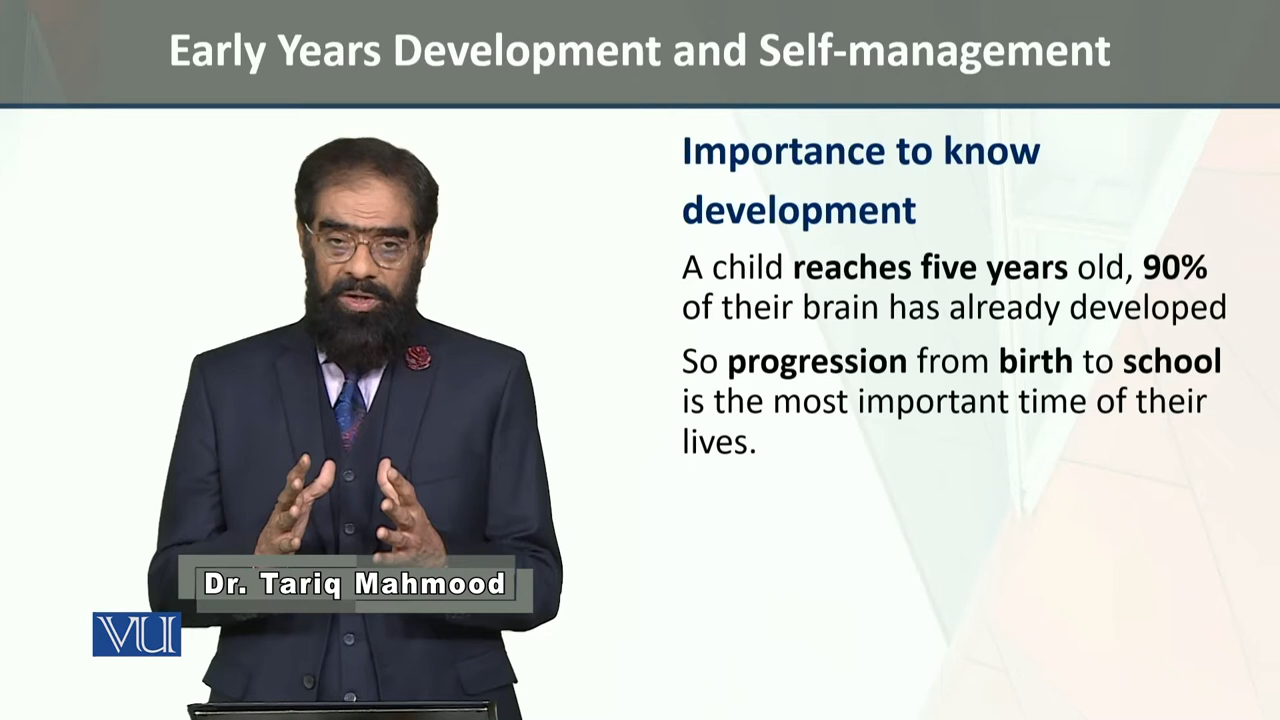 Early Years Development and Self-management
Importance to know
development
A child reaches five years old, 90%
of their brain has already developed
So progression from birth to school
is the most important time of their
lives.
Dr. Tariq Mahmood
VU